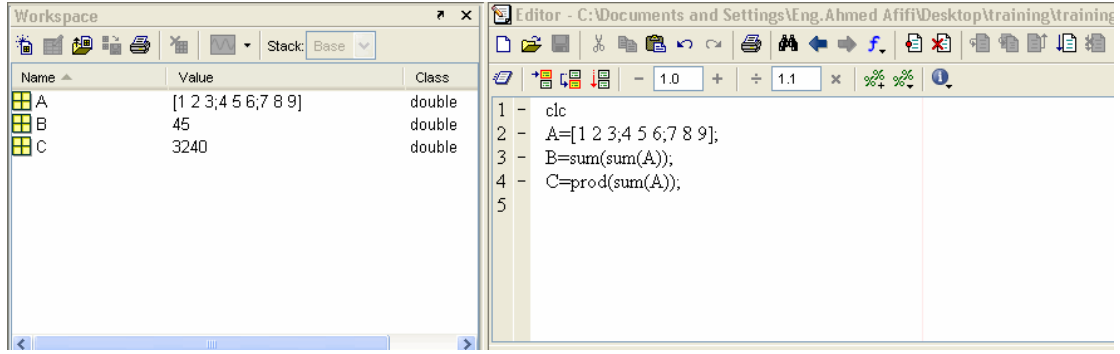 Workspace
Stack: Base
Name Value Class
A [1 2 3;4 5 6;7 8 9] double
B 45 double
C 3240 double
Editor - C:\Documents and Settings\Eng.Ahmed Afifi\Desktop\training\training
- 1.0 + ÷ 1.1 ×
1 - clc
2 - A=[1 2 3;4 5 6;7 8 9];
3 - B=sum(sum(A));
4 - C=prod(sum(A));
5